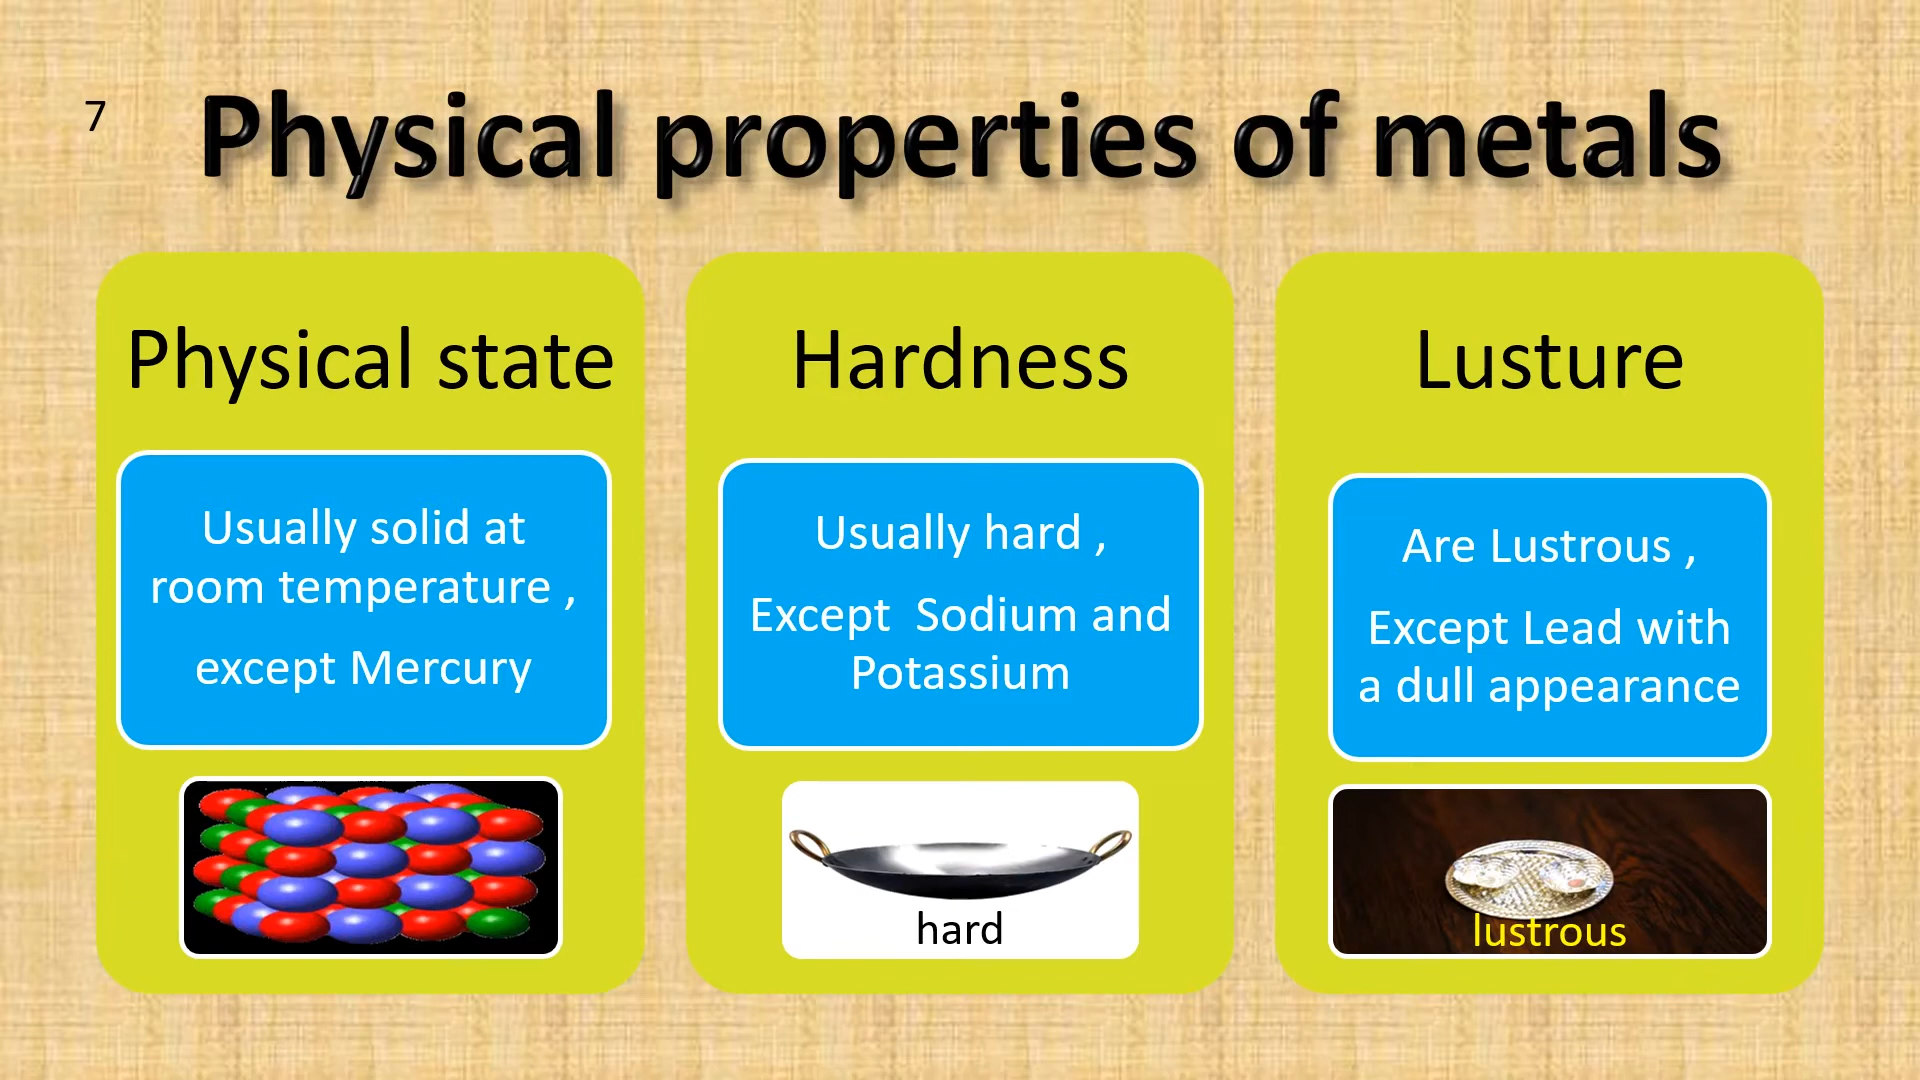 7
Physical properties of metals
Physical state
Usually solid at
room temperature ,
except Mercury
Hardness
Usually hard ,
Except  Sodium and
Potassium
hard
Lusture
Are Lustrous ,
Except Lead with
a dull appearance
lustrous